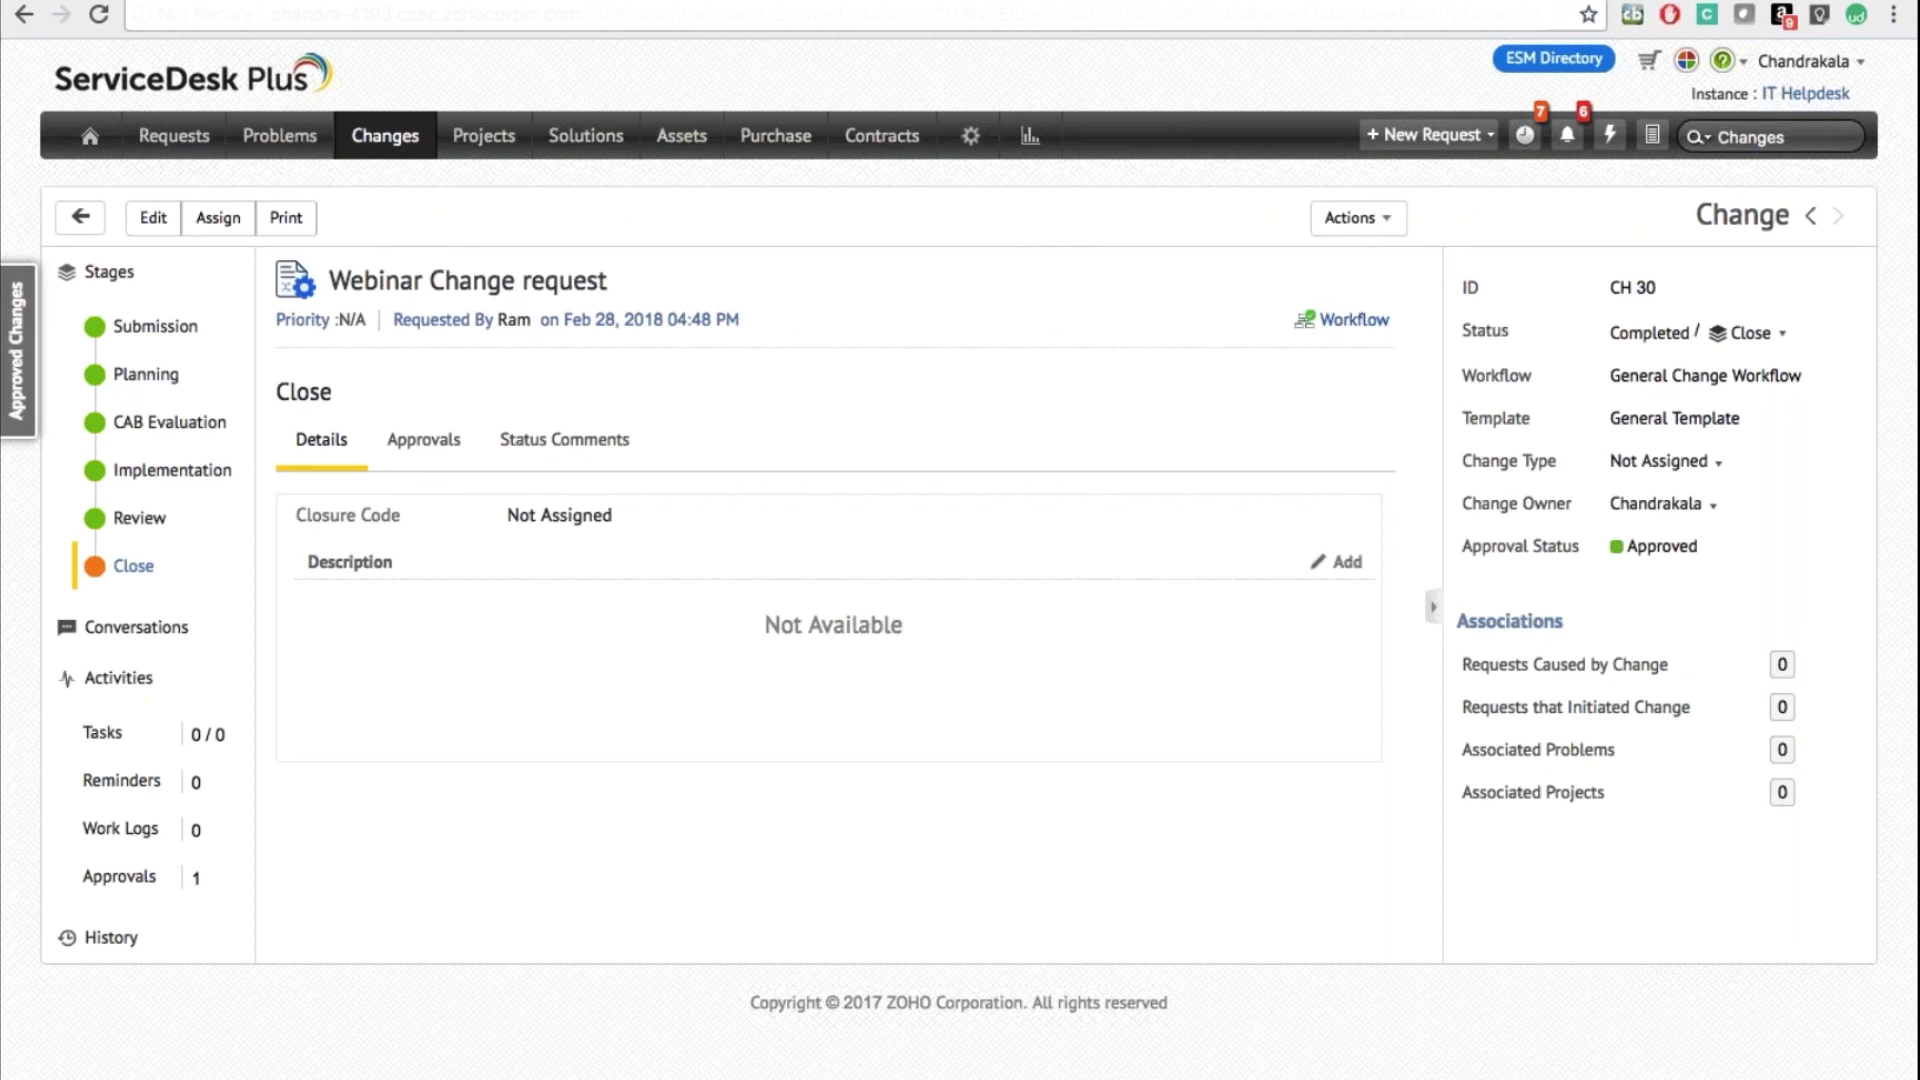 Not Secure
ServiceDesk Plus
ESM Directory
Chandrakala
Instance : IT Helpdesk
9
7
6
Requests
Problems
Changes
Projects
Solutions
Assets
Purchase
Contracts
+ New Request
Changes
Edit
Assign
Print
Actions
Change
Approved Changes
Stages
Submission
Planning
CAB Evaluation
Implementation
Review
Close
Conversations
Activities
Tasks 0 / 0
Reminders 0
Work Logs 0
Approvals 1
History
Webinar Change request
Priority :N/A Requested By Ram on Feb 28, 2018 04:48 PM
Workflow
Close
Details Approvals Status Comments
Closure Code Not Assigned
Description
Add
Not Available
ID CH 30
Status Completed / Close
Workflow General Change Workflow
Template General Template
Change Type Not Assigned
Change Owner Chandrakala
Approval Status Approved
Associations
Requests Caused by Change 0
Requests that Initiated Change 0
Associated Problems 0
Associated Projects 0
Copyright © 2017 ZOHO Corporation. All rights reserved